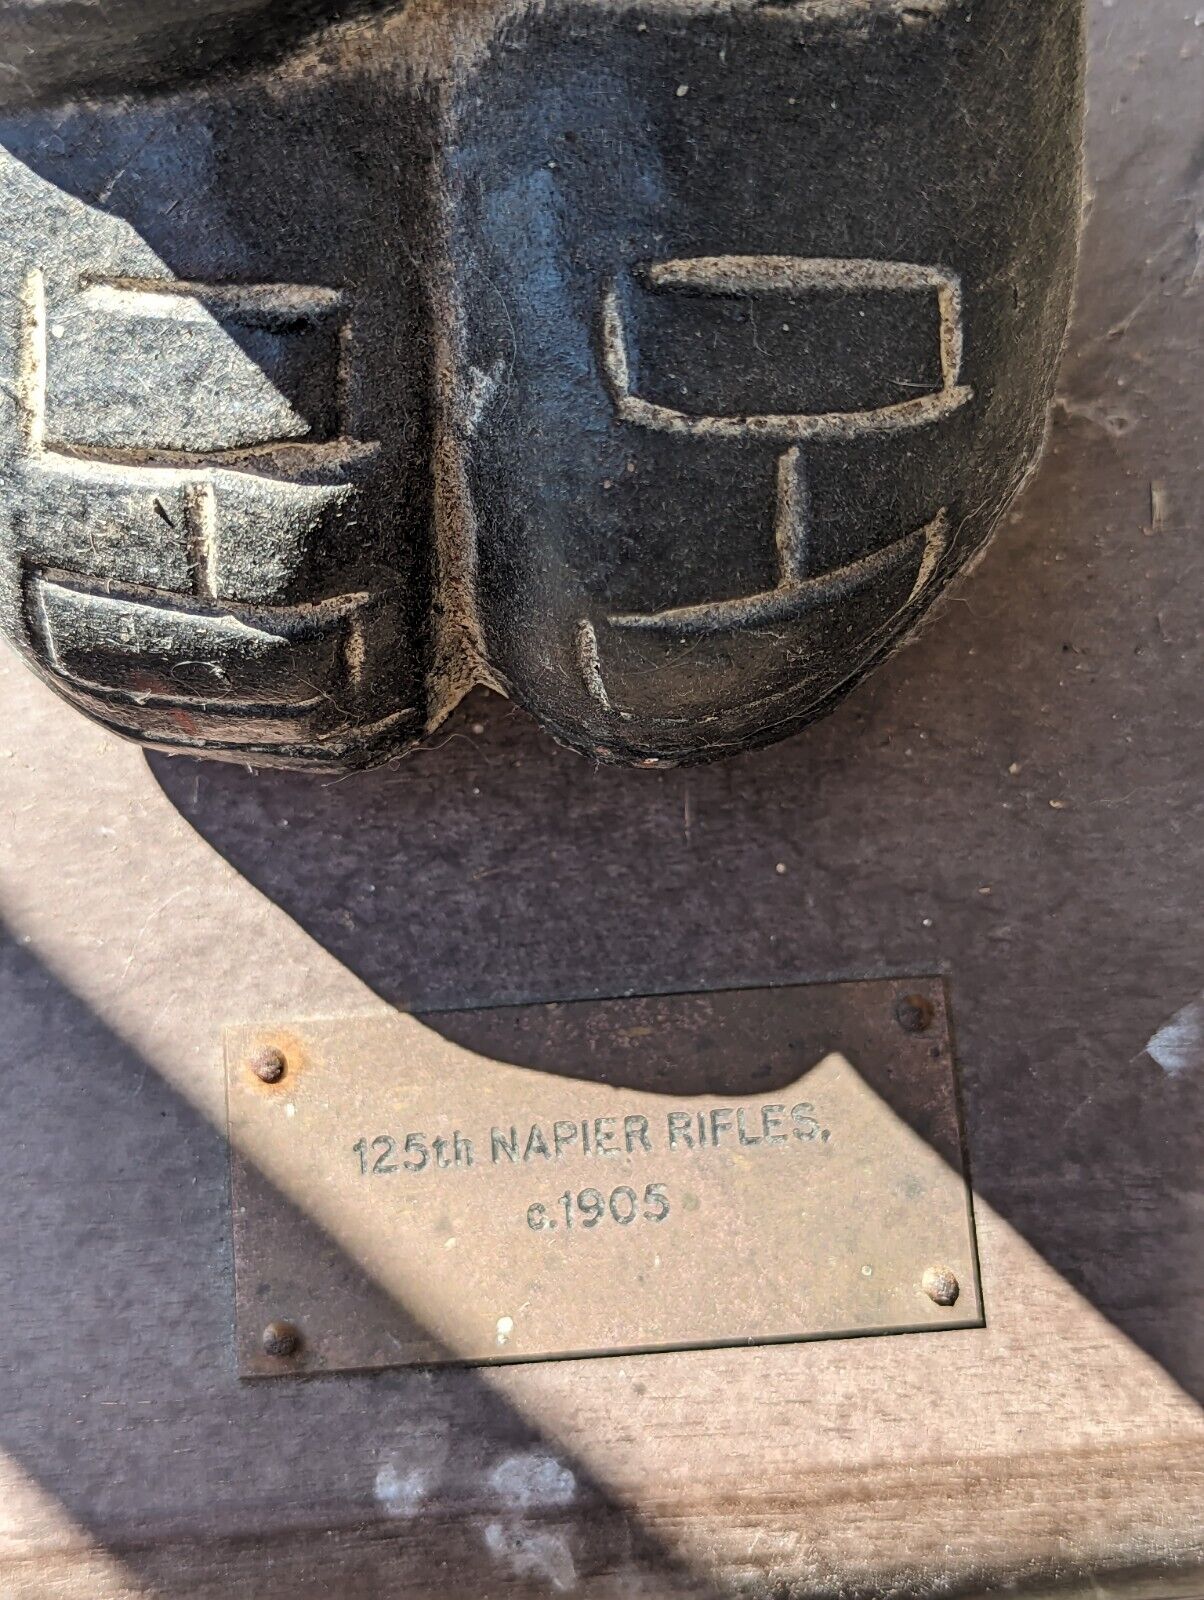 125th NAPIER RIFLES.
c.1905